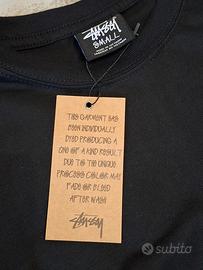 Stüssy
SMALL
THIS GARMENT HAS
BEEN INDIVIDUALLY
DYED PRODUCING A
ONE OF A KIND RESULT
DUE TO THE UNIQUE
PROCESS COLOR MAY
FADE OR BLEED
AFTER WASH
Stüssy
subito